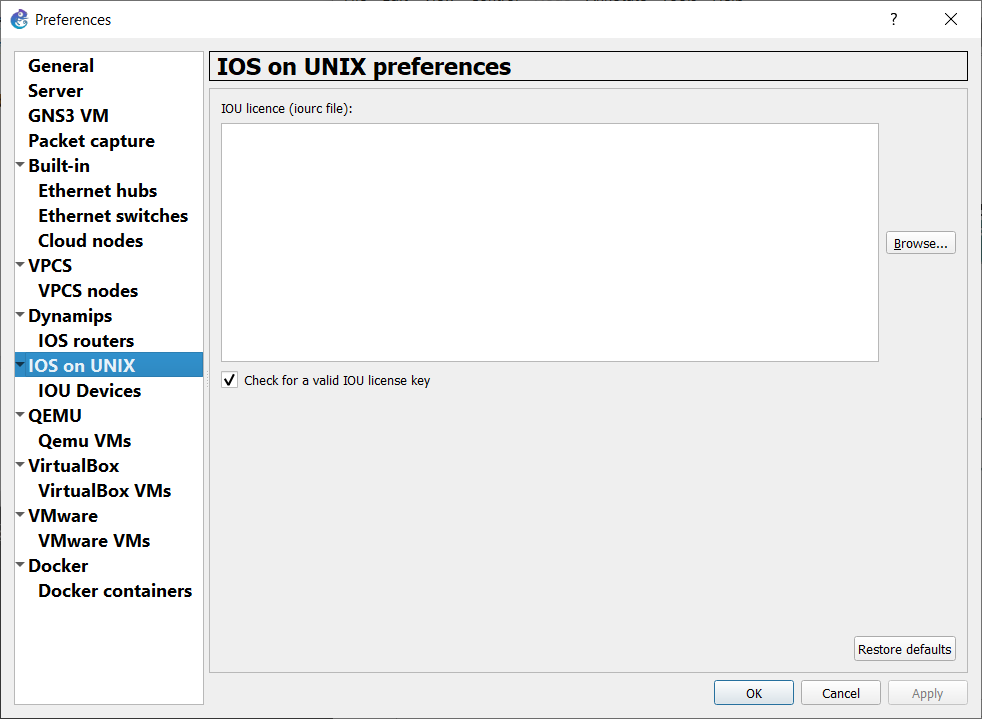 Preferences
?
General
Server
GNS3 VM
Packet capture
Built-in
Ethernet hubs
Ethernet switches
Cloud nodes
VPCS
VPCS nodes
Dynamips
IOS routers
IOS on UNIX
IOU Devices
QEMU
Qemu VMs
VirtualBox
VirtualBox VMs
VMware
VMware VMs
Docker
Docker containers
IOS on UNIX preferences
IOU licence (iourc file):
Browse...
Check for a valid IOU license key
Restore defaults
OK
Cancel
Apply